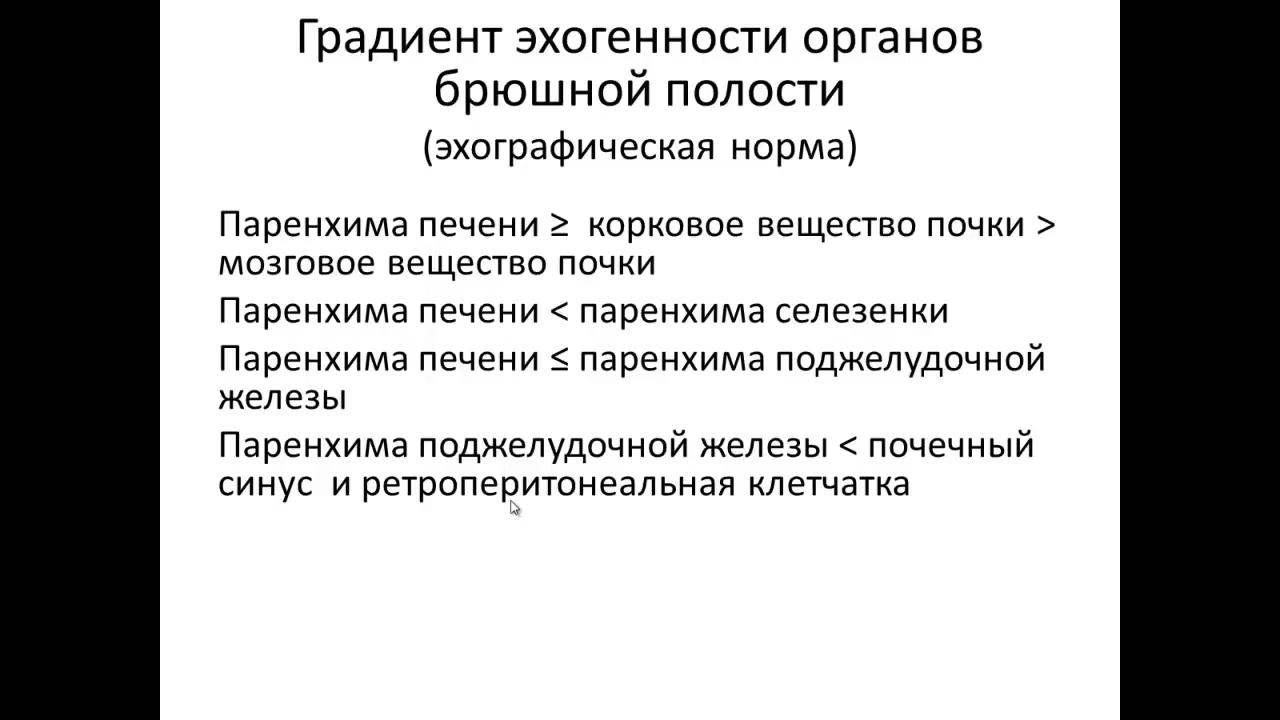 Градиент эхогенности органов
брюшной полости
(эхографическая норма)
Паренхима печени ≥ корковое вещество почки >
мозговое вещество почки
Паренхима печени < паренхима селезенки
Паренхима печени ≤ паренхима поджелудочной
железы
Паренхима поджелудочной железы < почечный
синус и ретроперитонеальная клетчатка